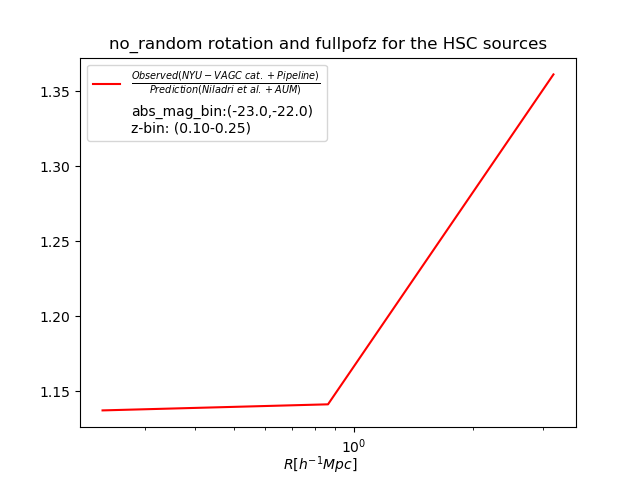 no_random rotation and fullpofz for the HSC sources
Observed(NYU − VAGC cat. + Pipeline)
Prediction(Niladri et al. + AUM)
abs_mag_bin:(-23.0,-22.0)
z-bin: (0.10-0.25)
1.35
1.30
1.25
1.20
1.15
10⁰
R[h⁻¹Mpc]